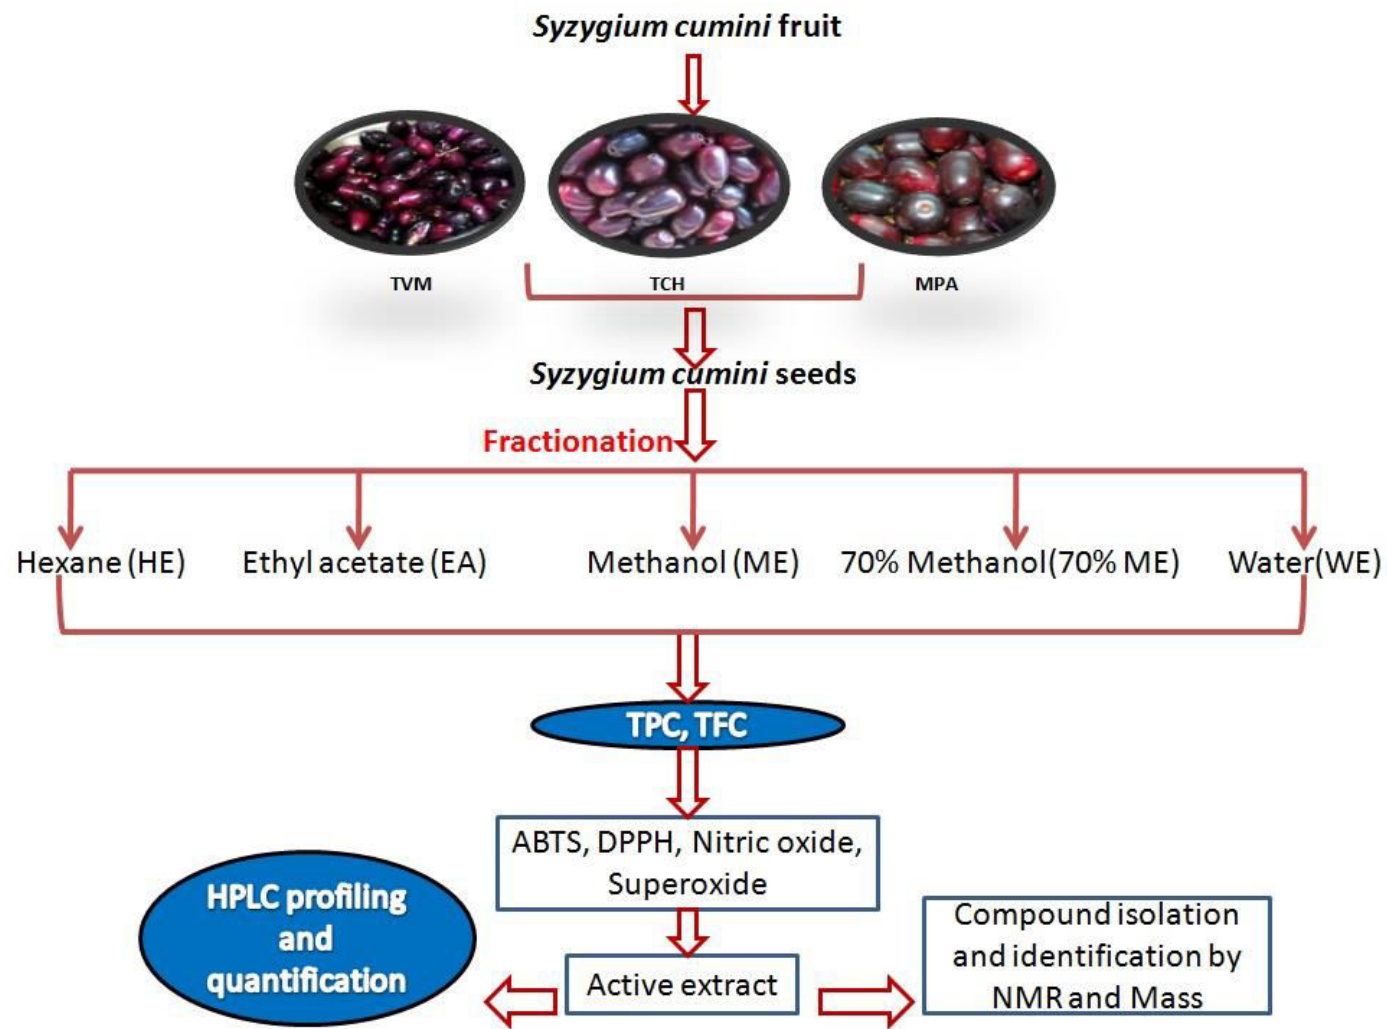 Syzygium cumini fruit
TVM
TCH
MPA
Syzygium cumini seeds
Fractionation
Hexane (HE)
Ethyl acetate (EA)
Methanol (ME)
70% Methanol(70% ME)
Water(WE)
TPC, TFC
ABTS, DPPH, Nitric oxide,
Superoxide
HPLC profiling
and
quantification
Active extract
Compound isolation
and identification by
NMR and Mass